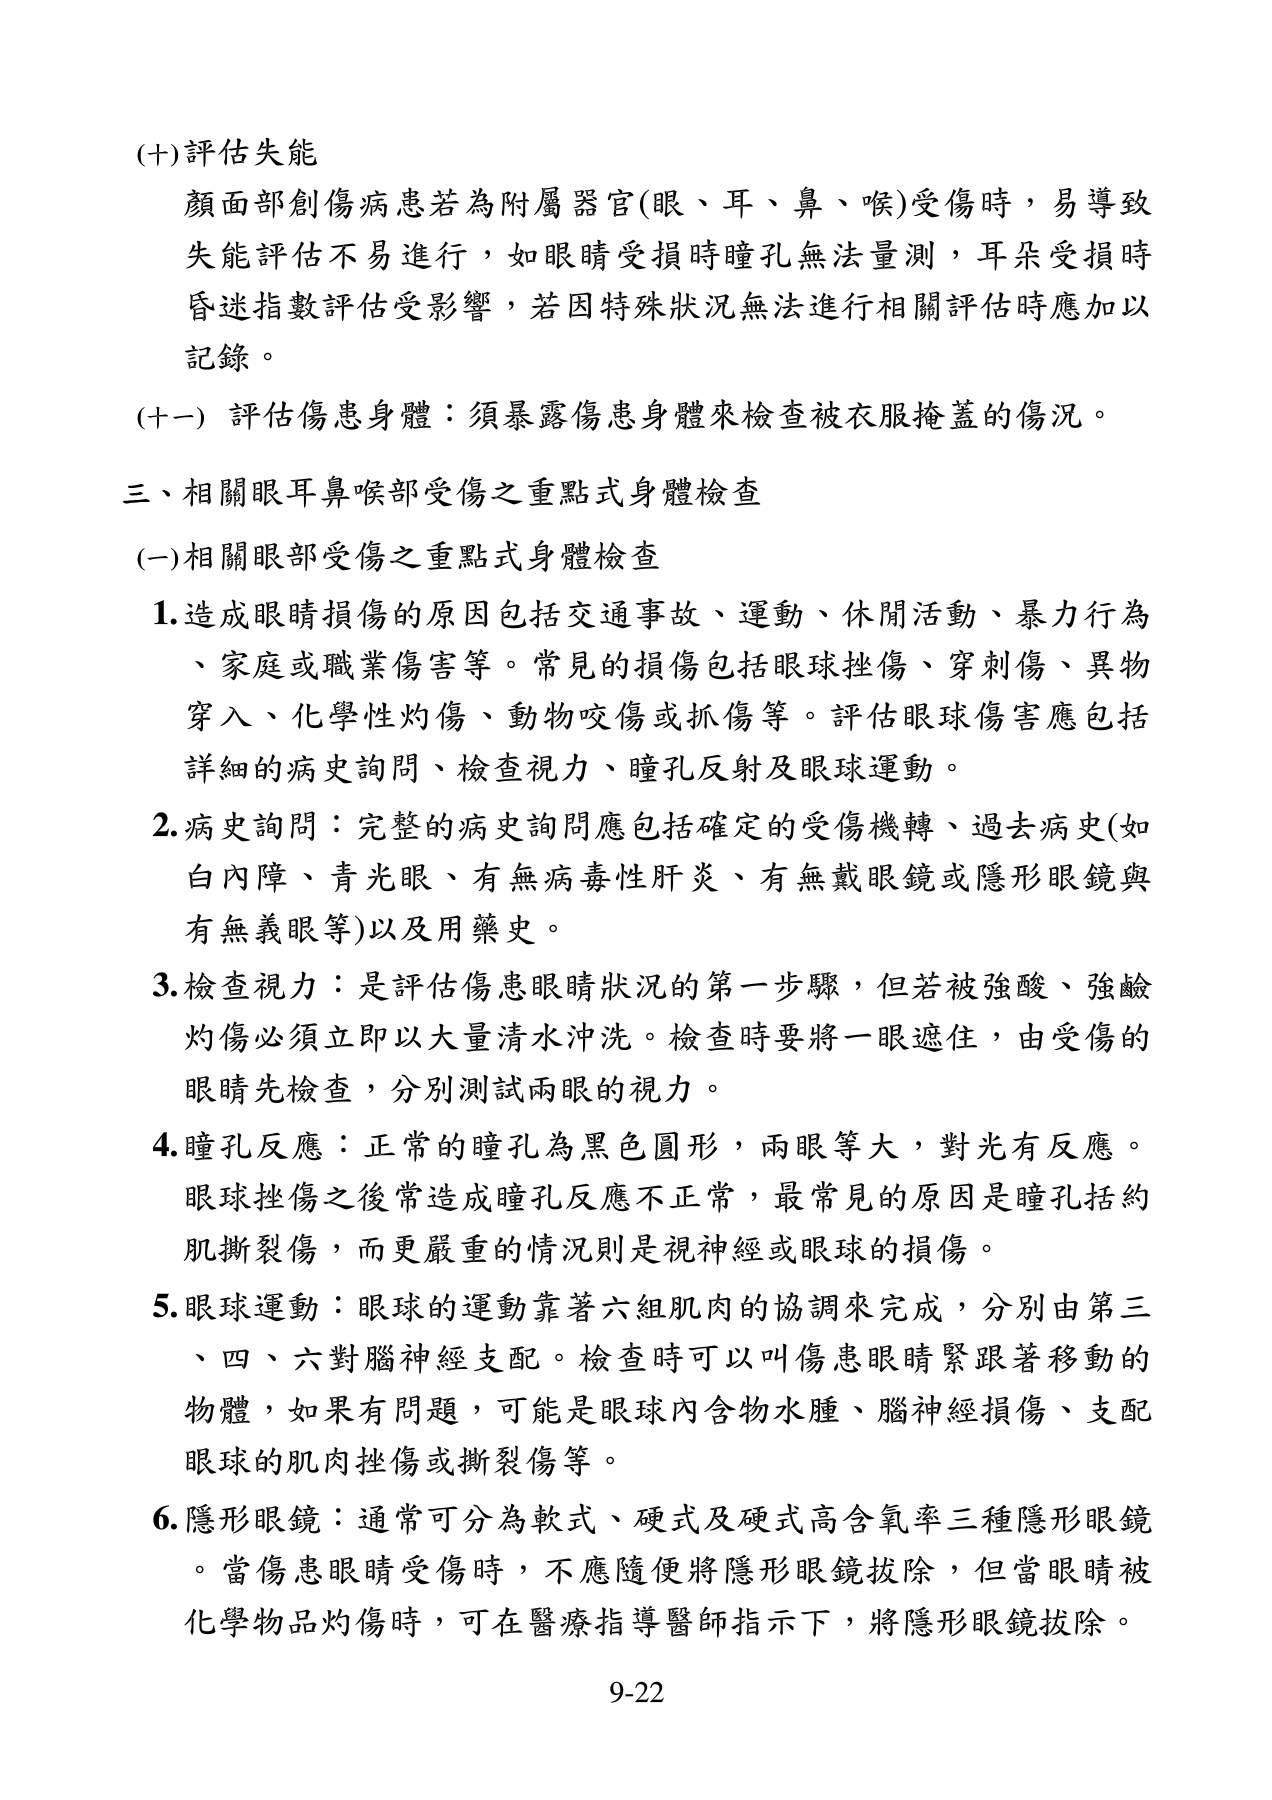 (十)評估失能
顏面部創傷病患若為附屬器官(眼、耳、鼻、喉)受傷時，易導致
失能評估不易進行，如眼睛受損時瞳孔無法量測，耳朵受損時
昏迷指數評估受影響，若因特殊狀況無法進行相關評估時應加以
記錄。
(十一) 評估傷患身體：須暴露傷患身體來檢查被衣服掩蓋的傷況。
三、相關眼耳鼻喉部受傷之重點式身體檢查
(一)相關眼部受傷之重點式身體檢查
1.造成眼睛損傷的原因包括交通事故、運動、休閒活動、暴力行為
、家庭或職業傷害等。常見的損傷包括眼球挫傷、穿刺傷、異物
穿入、化學性灼傷、動物咬傷或抓傷等。評估眼球傷害應包括
詳細的病史詢問、檢查視力、瞳孔反射及眼球運動。
2.病史詢問：完整的病史詢問應包括確定的受傷機轉、過去病史(如
白內障、青光眼、有無病毒性肝炎、有無戴眼鏡或隱形眼鏡與
有無義眼等)以及用藥史。
3.檢查視力：是評估傷患眼睛狀況的第一步驟，但若被強酸、強鹼
灼傷必須立即以大量清水沖洗。檢查時要將一眼遮住，由受傷的
眼睛先檢查，分別測試兩眼的視力。
4.瞳孔反應：正常的瞳孔為黑色圓形，兩眼等大，對光有反應。
眼球挫傷之後常造成瞳孔反應不正常，最常見的原因是瞳孔括約
肌撕裂傷，而更嚴重的情況則是視神經或眼球的損傷。
5.眼球運動：眼球的運動靠著六組肌肉的協調來完成，分別由第三
、四、六對腦神經支配。檢查時可以叫傷患眼睛緊跟著移動的
物體，如果有問題，可能是眼球內含物水腫、腦神經損傷、支配
眼球的肌肉挫傷或撕裂傷等。
6.隱形眼鏡：通常可分為軟式、硬式及硬式高含氧率三種隱形眼鏡
。當傷患眼睛受傷時，不應隨便將隱形眼鏡拔除，但當眼睛被
化學物品灼傷時，可在醫療指導醫師指示下，將隱形眼鏡拔除。
9-22